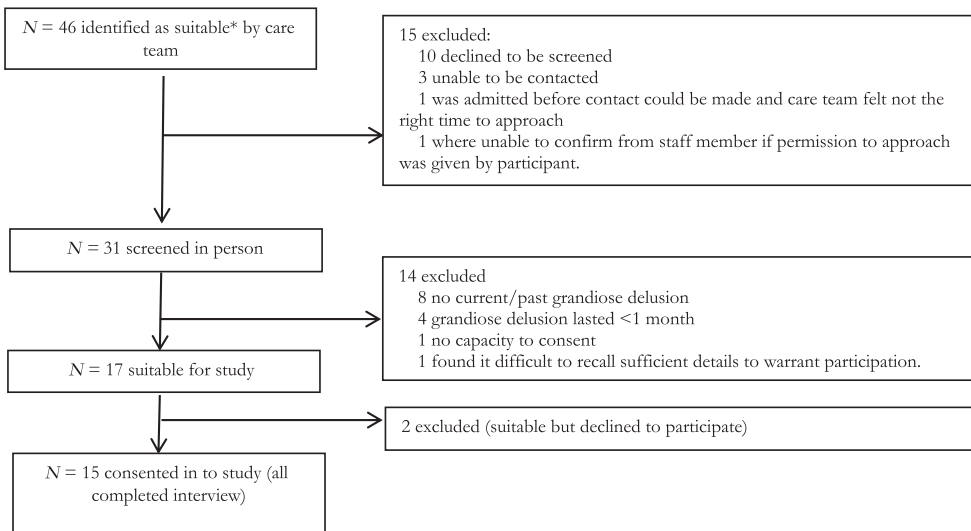 N = 46 identified as suitable* by care
team
15 excluded:
10 declined to be screened
3 unable to be contacted
1 was admitted before contact could be made and care team felt not the
right time to approach
1 where unable to confirm from staff member if permission to approach
was given by participant.
N = 31 screened in person
14 excluded
8 no current/past grandiose delusion
4 grandiose delusion lasted <1 month
1 no capacity to consent
1 found it difficult to recall sufficient details to warrant participation.
N = 17 suitable for study
2 excluded (suitable but declined to participate)
N = 15 consented in to study (all
completed interview)